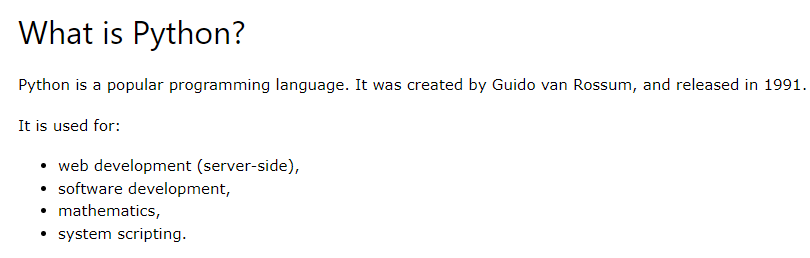 What is Python?
Python is a popular programming language. It was created by Guido van Rossum, and released in 1991.
It is used for:
• web development (server-side),
• software development,
• mathematics,
• system scripting.